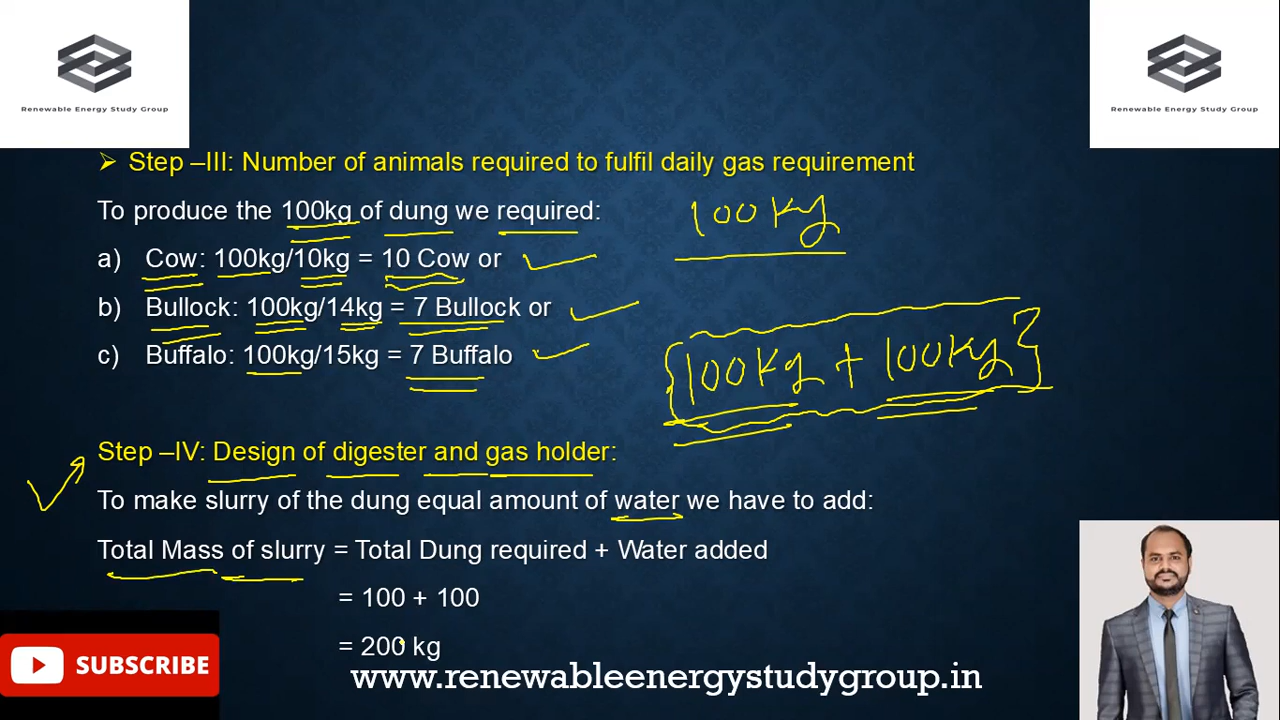 Renewable Energy Study Group
Renewable Energy Study Group
➢ Step –III: Number of animals required to fulfil daily gas requirement
To produce the 100kg of dung we required:
100 Kg
a) Cow: 100kg/10kg = 10 Cow or
b) Bullock: 100kg/14kg = 7 Bullock or
c) Buffalo: 100kg/15kg = 7 Buffalo
{100Kg + 100Kg}
Step –IV: Design of digester and gas holder:
To make slurry of the dung equal amount of water we have to add:
Total Mass of slurry = Total Dung required + Water added
= 100 + 100
= 200 kg
SUBSCRIBE
www.renewableenergystudygroup.in